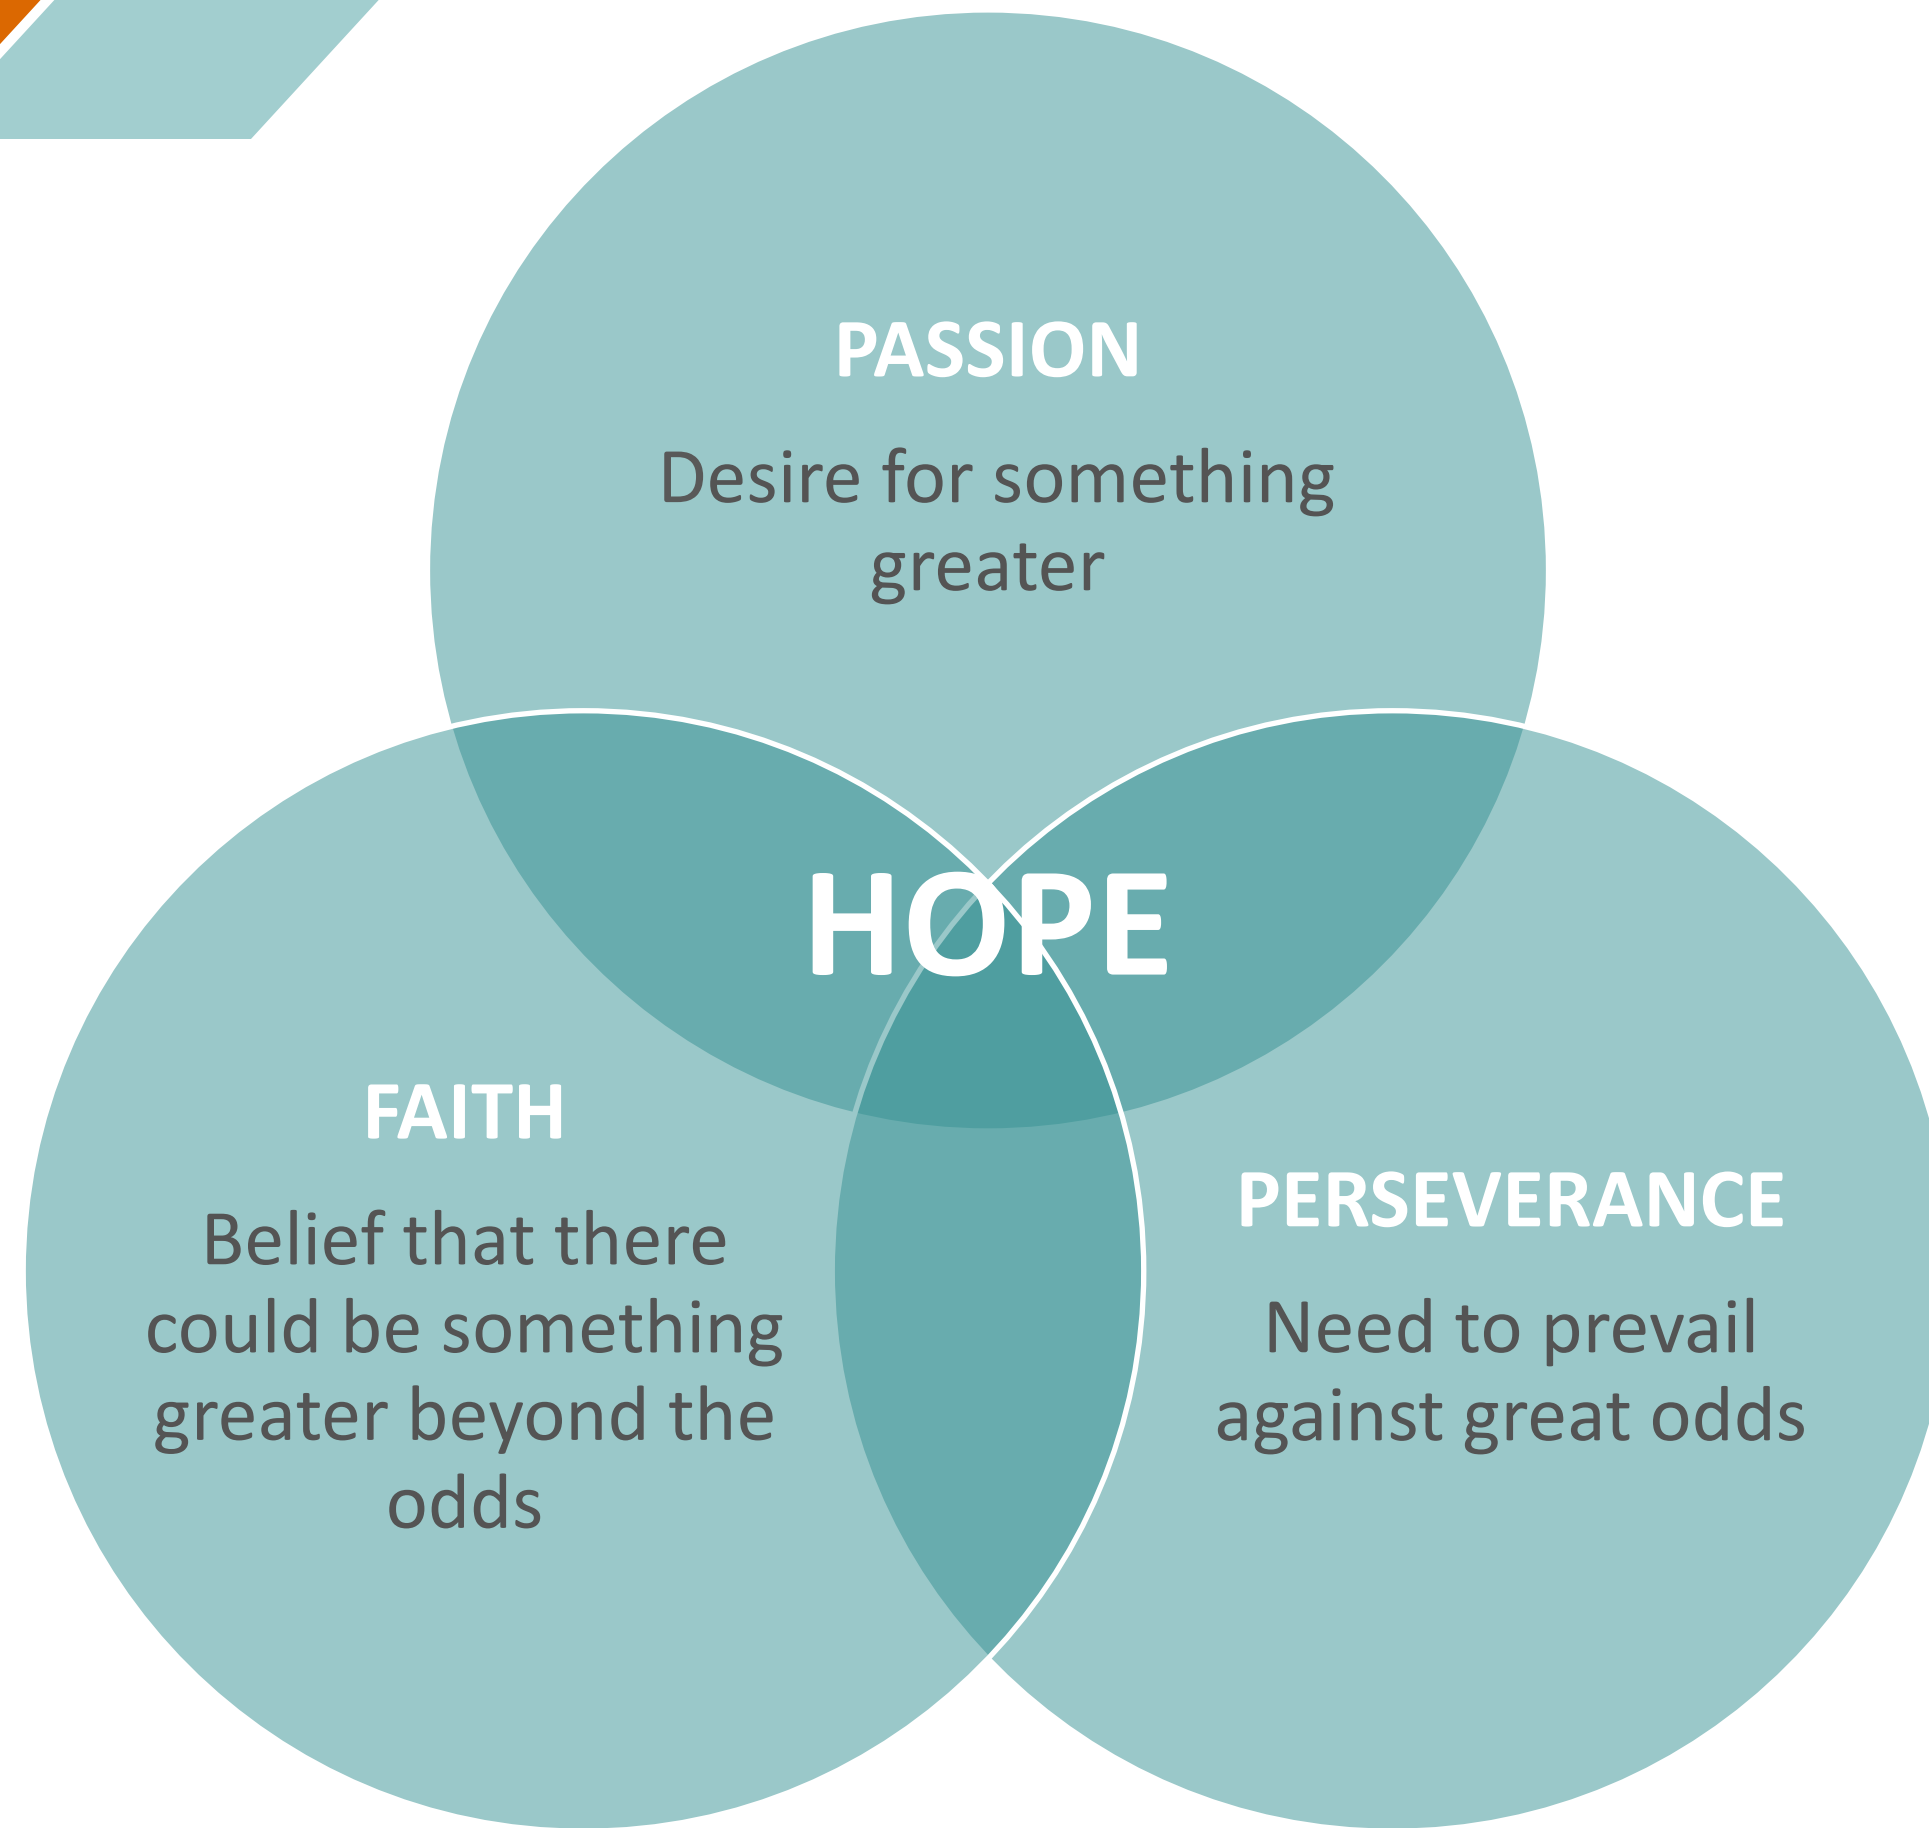 PASSION
Desire for something
greater
HOPE
FAITH
Belief that there
could be something
greater beyond the
odds
PERSEVERANCE
Need to prevail
against great odds